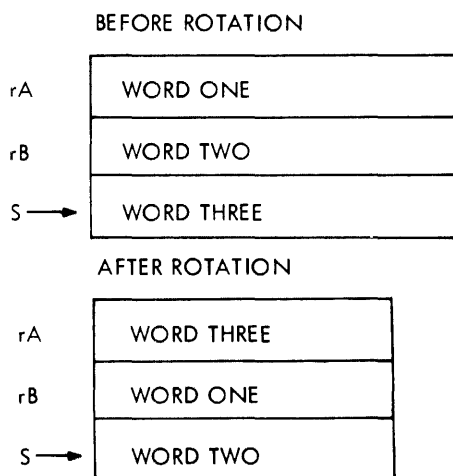 BEFORE ROTATION
rA WORD ONE
rB WORD TWO
S WORD THREE
AFTER ROTATION
rA WORD THREE
rB WORD ONE
S WORD TWO